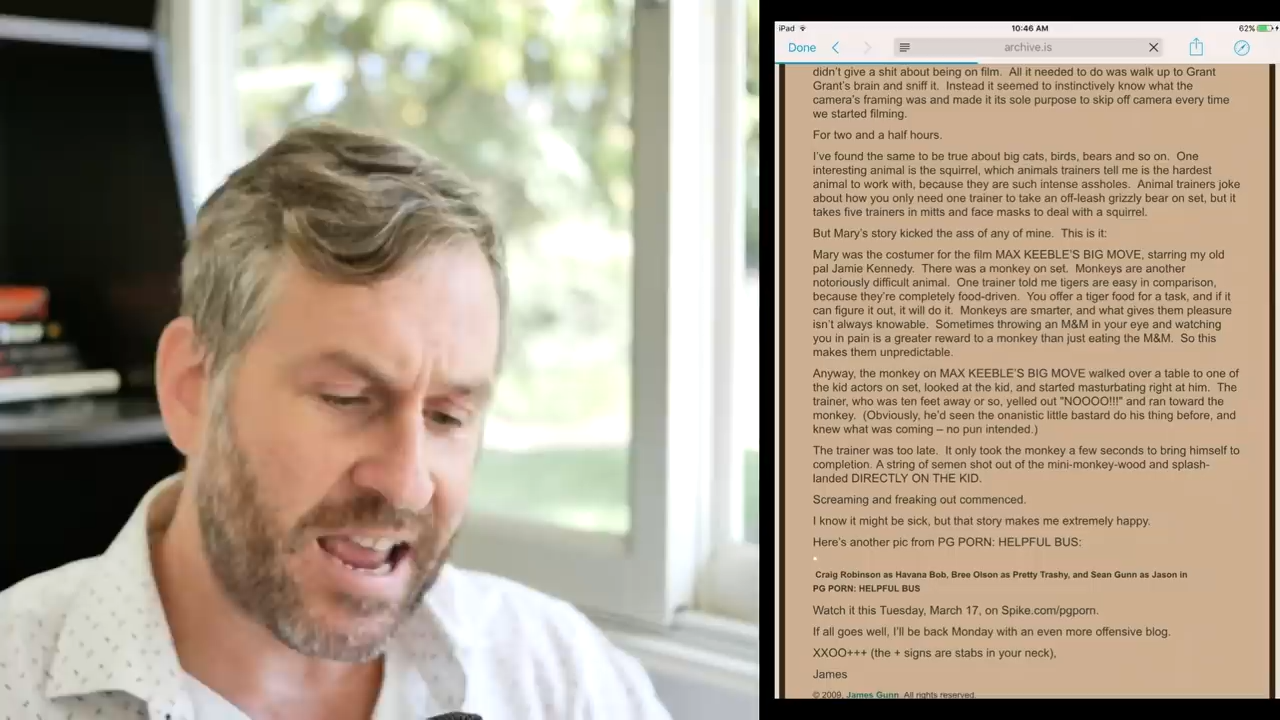 iPad
10:46 AM
62%
Done
archive.is
didn't give a shit about being on film. All it needed to do was walk up to Grant
Grant's brain and sniff it. Instead it seemed to instinctively know what the
camera's framing was and made it its sole purpose to skip off camera every time
we started filming.
For two and a half hours.
I've found the same to be true about big cats, birds, bears and so on. One
interesting animal is the squirrel, which animals trainers tell me is the hardest
animal to work with, because they are such intense assholes. Animal trainers joke
about how you only need one trainer to take an off-leash grizzly bear on set, but it
takes five trainers in mitts and face masks to deal with a squirrel.
But Mary's story kicked the ass of any of mine. This is it:
Mary was the costumer for the film MAX KEEBLE'S BIG MOVE, starring my old
pal Jamie Kennedy. There was a monkey on set. Monkeys are another
notoriously difficult animal. One trainer told me tigers are easy in comparison,
because they're completely food-driven. You offer a tiger food for a task, and if it
can figure it out, it will do it. Monkeys are smarter, and what gives them pleasure
isn't always knowable. Sometimes throwing an M&M in your eye and watching
you in pain is a greater reward to a monkey than just eating the M&M. So this
makes them unpredictable.
Anyway, the monkey on MAX KEEBLE'S BIG MOVE walked over a table to one of
the kid actors on set, looked at the kid, and started masturbating right at him. The
trainer, who was ten feet away or so, yelled out "NOOOO!!!" and ran toward the
monkey. (Obviously, he'd seen the onanistic little bastard do his thing before, and
knew what was coming – no pun intended.)
The trainer was too late. It only took the monkey a few seconds to bring himself to
completion. A string of semen shot out of the mini-monkey-wood and splash-
landed DIRECTLY ON THE KID.
Screaming and freaking out commenced.
I know it might be sick, but that story makes me extremely happy.
Here's another pic from PG PORN: HELPFUL BUS:
Craig Robinson as Havana Bob, Bree Olson as Pretty Trashy, and Sean Gunn as Jason in
PG PORN: HELPFUL BUS
Watch it this Tuesday, March 17, on Spike.com/pgporn.
If all goes well, I'll be back Monday with an even more offensive blog.
XXOO+++ (the + signs are stabs in your neck),
James
© 2009, James Gunn. All rights reserved.